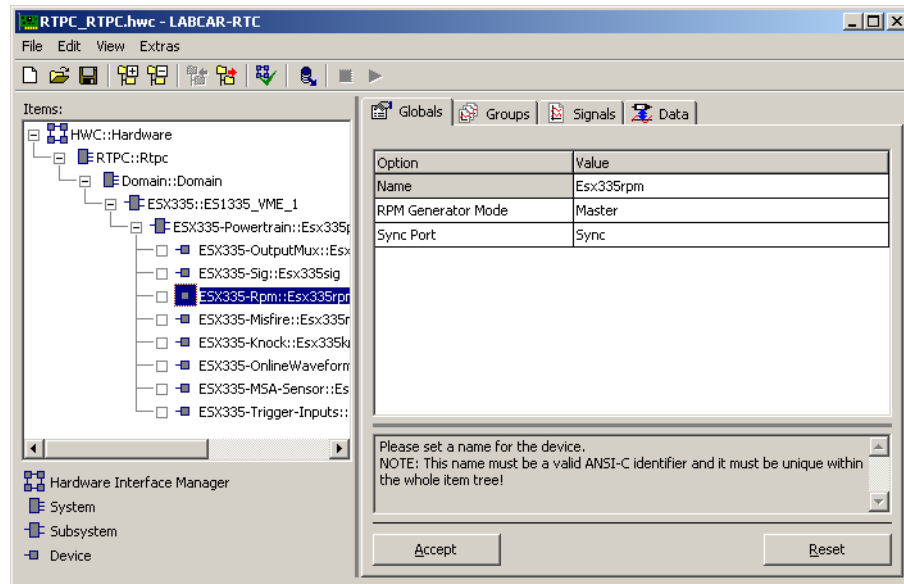 RTPC_RTPC.hwc - LABCAR-RTC
File Edit View Extras
Items:
HWC::Hardware
RTPC::Rtpc
Domain::Domain
ESX335::ES1335_VME_1
ESX335-Powertrain::Esx335p
ESX335-OutputMux::Esx
ESX335-Sig::Esx335sig
ESX335-Rpm::Esx335rpm
ESX335-Misfire::Esx335m
ESX335-Knock::Esx335kn
ESX335-OnlineWaveform
ESX335-MSA-Sensor::Es
ESX335-Trigger-Inputs::
Hardware Interface Manager
System
Subsystem
Device
Globals Groups Signals Data
Option Value
Name Esx335rpm
RPM Generator Mode Master
Sync Port Sync
Please set a name for the device.
NOTE: This name must be a valid ANSI-C identifier and it must be unique within
the whole item tree!
Accept Reset